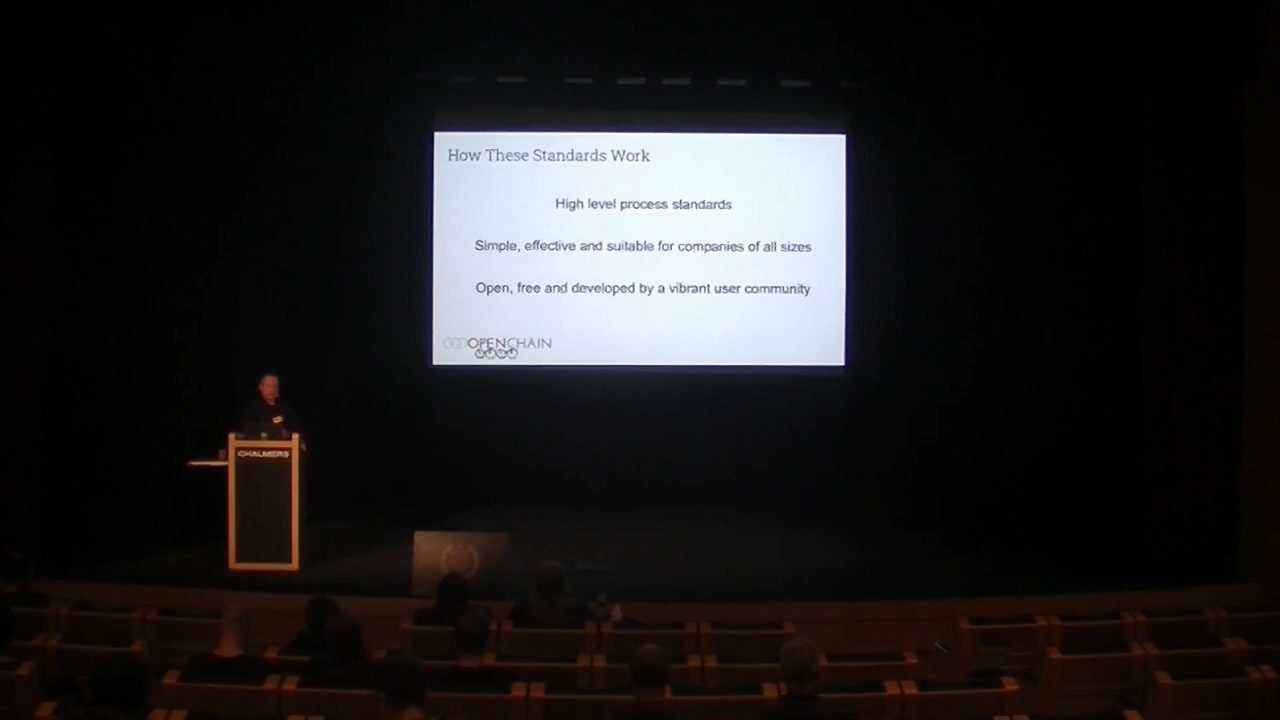 How These Standards Work
High level process standards
Simple, effective and suitable for companies of all sizes
Open, free and developed by a vibrant user community
OPENCHAIN
CHALMERS